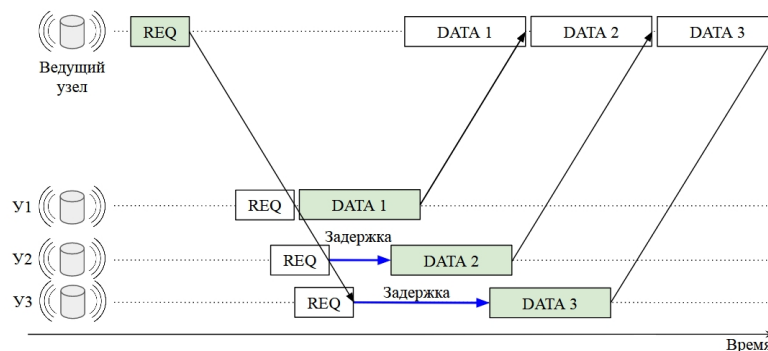 REQ
DATA 1
DATA 2
DATA 3
Ведущий
узел
У1
REQ
DATA 1
Задержка
У2
REQ
DATA 2
Задержка
У3
REQ
DATA 3
Время